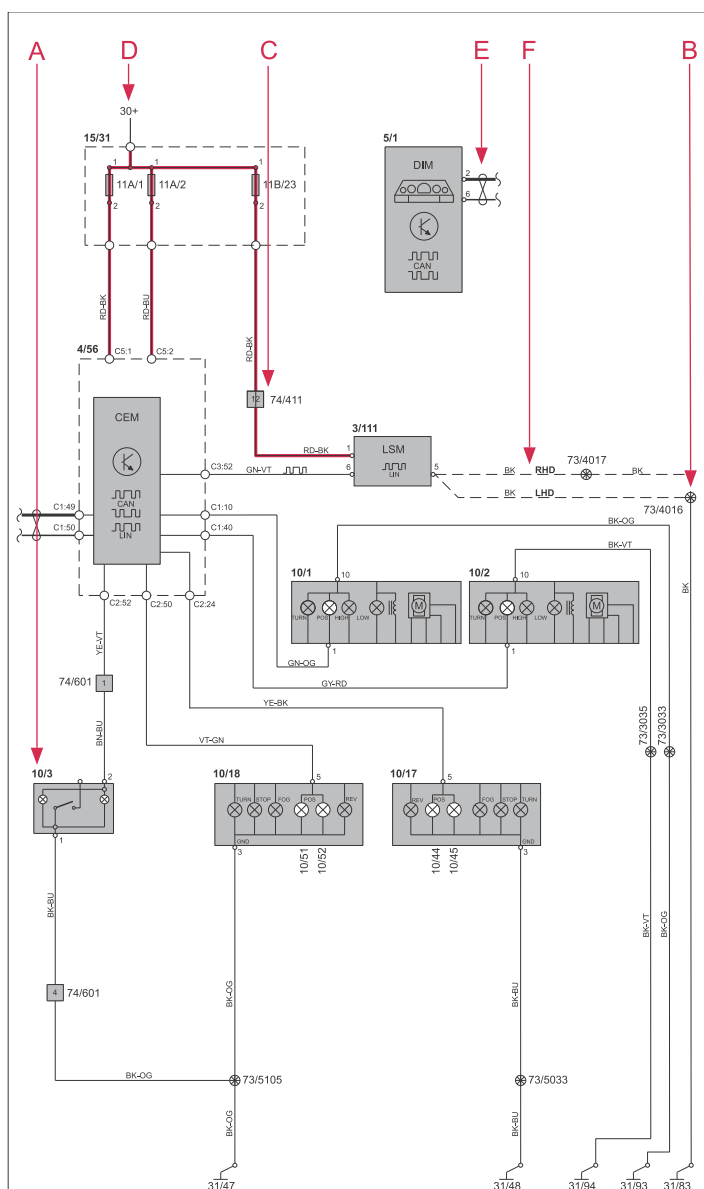 A D C E F B
30+
15/31
5/1
1 1 1
11A/1 11A/2 11B/23
2 2 2
DIM
2
6
CAN
RD-BK RD-BU RD-BK
4/56
C5:1 C5:2
12 74/411
CEM
3/111
RD-BK 1 LSM
C3:52 GN-VT 6 LIN 5
BK RHD 73/4017 BK
BK LHD 73/4016
CAN
LIN
C1:49 C1:10
C1:50 C1:40
BK-OG
BK-VT
10/1 10 10/2 10
TURN POS HIGH LOW M
TURN POS HIGH LOW M
1 1
BK
C2:52 C2:50 C2:24
YE-VT
GN-OG
GY-RD
74/601 1
YE-BK
BN-BU
VT-GN
73/3035 73/3033
10/3 2
1
10/18 5
TURN STOP FOG POS REV
GND
3
10/51 10/52
10/17 5
REV POS FOG STOP TURN
GND
3
10/44 10/45
BK-BU
BK-OG
BK-BU
BK-VT BK-OG
4 74/601
BK-OG 73/5105
73/5033
BK-OG
BK-BU
31/47 31/48 31/94 31/93 31/83